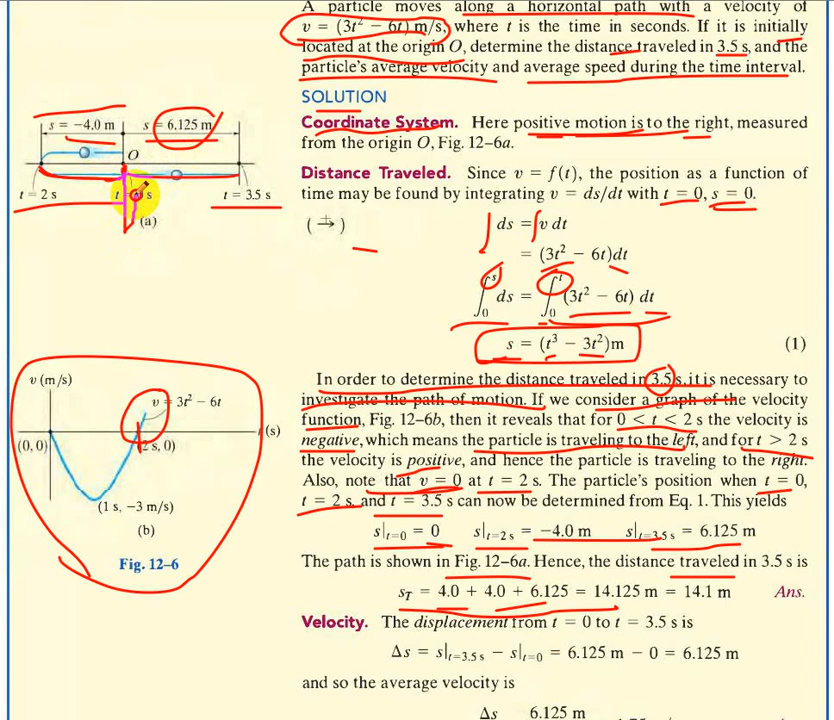 A particle moves along a horizontal path with a velocity of
v = (3t² − 6t) m/s, where t is the time in seconds. If it is initially
located at the origin O, determine the distance traveled in 3.5 s, and the
particle's average velocity and average speed during the time interval.
SOLUTION
Coordinate System. Here positive motion is to the right, measured
from the origin O, Fig. 12–6a.
Distance Traveled. Since v = f(t), the position as a function of
time may be found by integrating v = ds/dt with t = 0, s = 0.
(⥱)
ds = v dt
= (3t² − 6t)dt
∫₀ˢ ds = ∫₀ᵗ (3t² − 6t) dt
s = (t³ − 3t²)m (1)
In order to determine the distance traveled in 3.5 s, it is necessary to
investigate the path of motion. If we consider a graph of the velocity
function, Fig. 12–6b, then it reveals that for 0 < t < 2 s the velocity is
negative, which means the particle is traveling to the left, and for t > 2 s
the velocity is positive, and hence the particle is traveling to the right.
Also, note that v = 0 at t = 2 s. The particle's position when t = 0,
t = 2 s, and t = 3.5 s can now be determined from Eq. 1. This yields
s|t=0 = 0 s|t=2 s = −4.0 m s|t=3.5 s = 6.125 m
The path is shown in Fig. 12–6a. Hence, the distance traveled in 3.5 s is
sT = 4.0 + 4.0 + 6.125 = 14.125 m = 14.1 m Ans.
Velocity. The displacement from t = 0 to t = 3.5 s is
Δs = s|t=3.5 s − s|t=0 = 6.125 m − 0 = 6.125 m
and so the average velocity is
Δs 6.125 m
s = −4.0 m s = 6.125 m
O
t = 2 s t s t = 3.5 s
(a)
v (m/s)
v = 3t² − 6t
(0, 0) (2 s, 0) t (s)
(1 s, −3 m/s)
(b)
Fig. 12–6